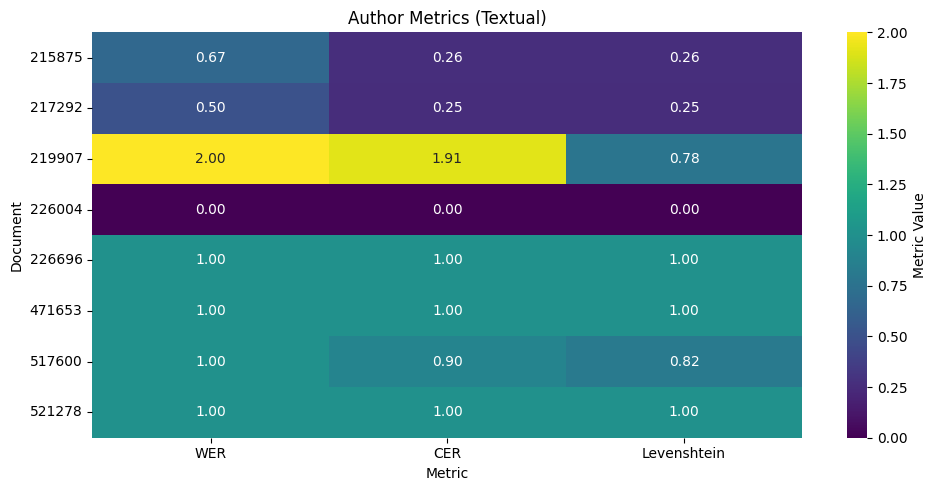 Author Metrics (Textual)
Document
215875 0.67 0.26 0.26
217292 0.50 0.25 0.25
219907 2.00 1.91 0.78
226004 0.00 0.00 0.00
226696 1.00 1.00 1.00
471653 1.00 1.00 1.00
517600 1.00 0.90 0.82
521278 1.00 1.00 1.00
WER CER Levenshtein
Metric
2.00
1.75
1.50
1.25
1.00
0.75
0.50
0.25
0.00
Metric Value